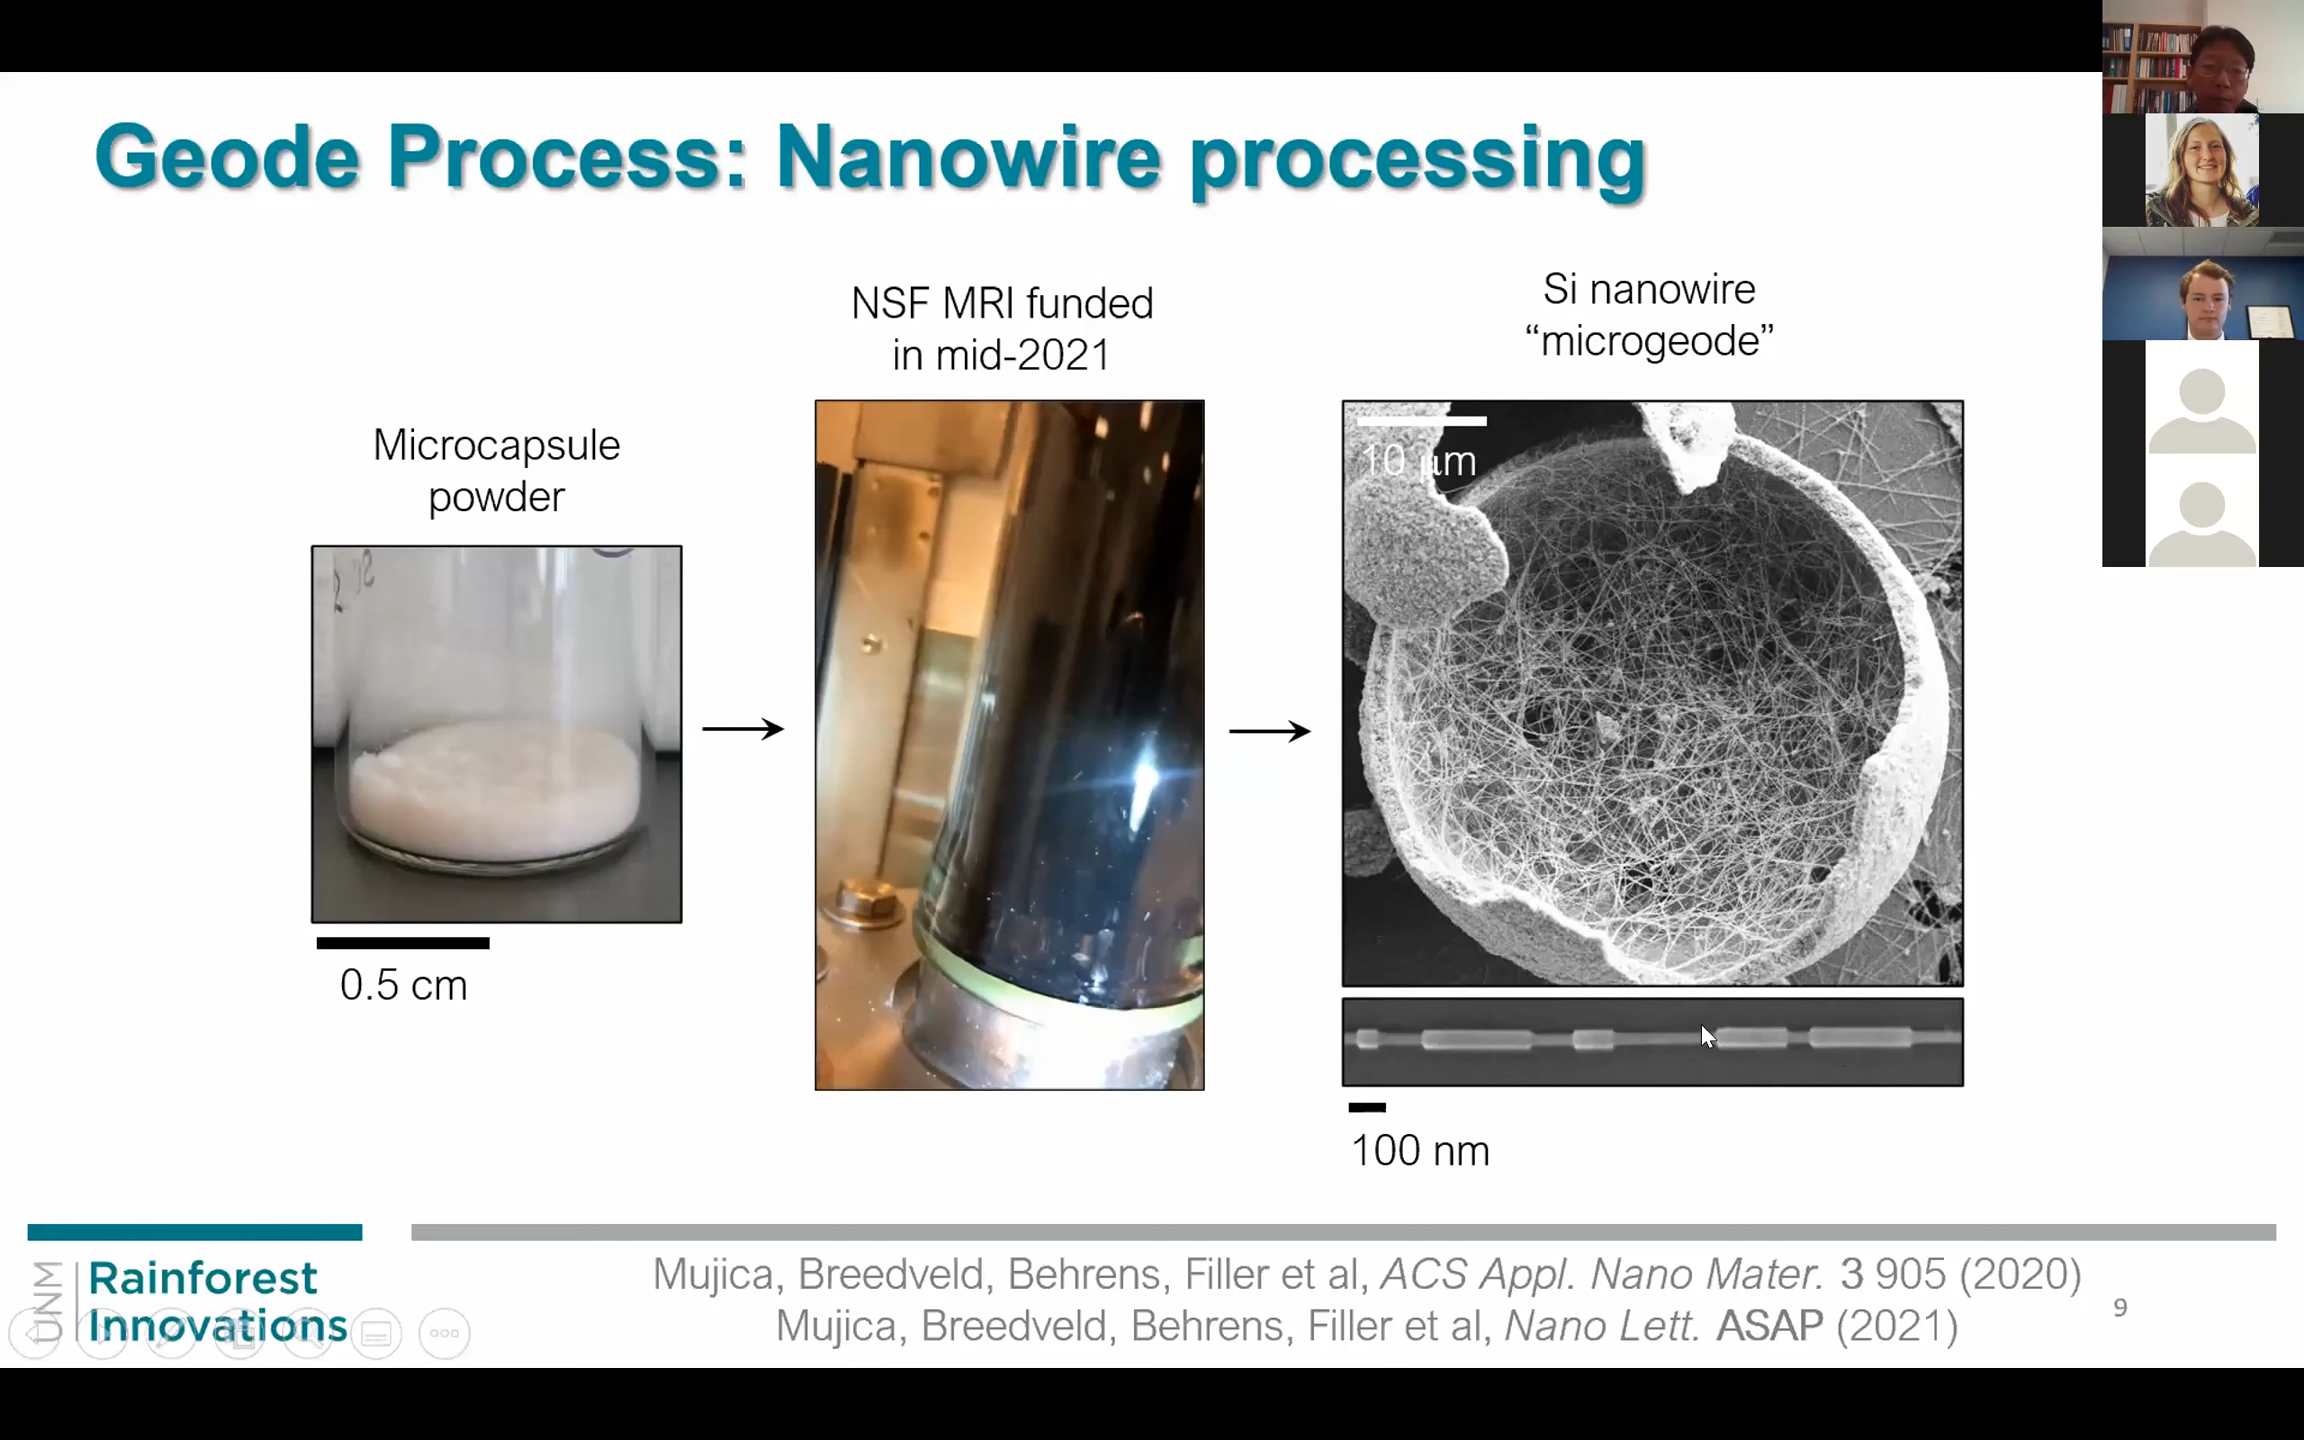 Geode Process: Nanowire processing
Microcapsule
powder
0.5 cm
NSF MRI funded
in mid-2021
Si nanowire
“microgeode”
10 μm
100 nm
UNM
Rainforest
Innovations
Mujica, Breedveld, Behrens, Filler et al, ACS Appl. Nano Mater. 3 905 (2020)
Mujica, Breedveld, Behrens, Filler et al, Nano Lett. ASAP (2021)
9